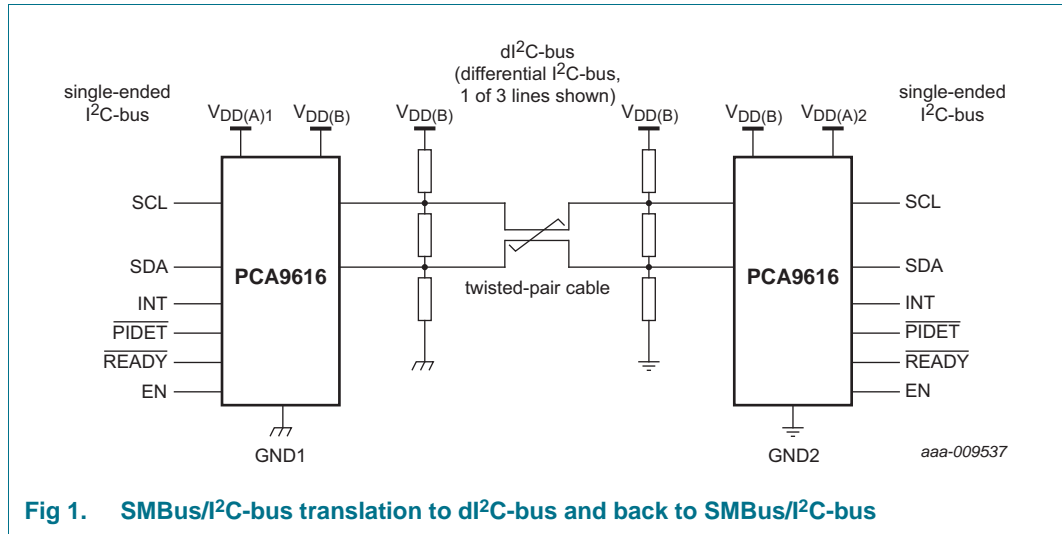 dI²C-bus
(differential I²C-bus,
1 of 3 lines shown)
single-ended
I²C-bus
single-ended
I²C-bus
VDD(A)1
VDD(B)
VDD(B)
VDD(B)
VDD(B)
VDD(A)2
SCL
SDA
INT
PIDET
READY
EN
PCA9616
GND1
twisted-pair cable
PCA9616
GND2
SCL
SDA
INT
PIDET
READY
EN
aaa-009537
Fig 1. SMBus/I²C-bus translation to dI²C-bus and back to SMBus/I²C-bus